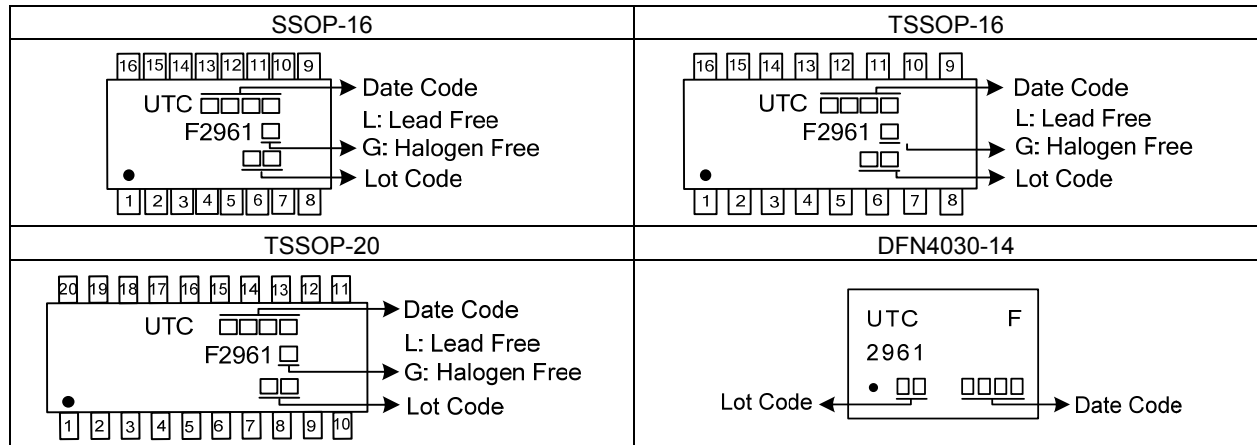 SSOP-16
16 15 14 13 12 11 10 9
Date Code
UTC □□□□
L: Lead Free
F2961 □
G: Halogen Free
□□
Lot Code
1 2 3 4 5 6 7 8
TSSOP-16
16 15 14 13 12 11 10 9
Date Code
UTC □□□□
L: Lead Free
F2961 □
G: Halogen Free
□□
Lot Code
1 2 3 4 5 6 7 8
TSSOP-20
20 19 18 17 16 15 14 13 12 11
Date Code
UTC □□□□
L: Lead Free
F2961 □
G: Halogen Free
□□
Lot Code
1 2 3 4 5 6 7 8 9 10
DFN4030-14
UTC F
2961
□□ □□□□
Lot Code Date Code